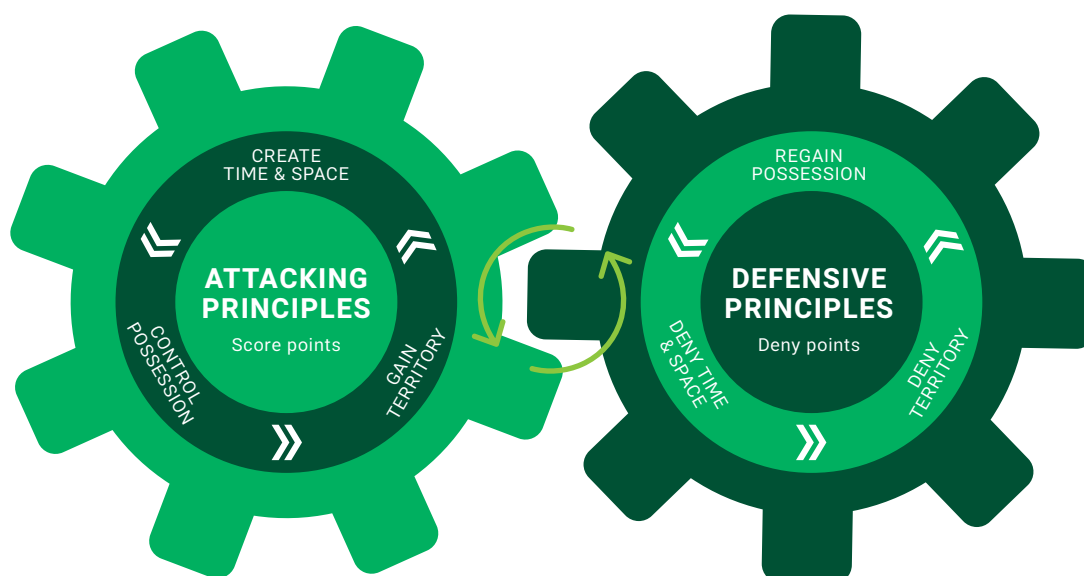 CREATE
TIME & SPACE
ATTACKING
PRINCIPLES
Score points
CONTROL
POSSESSION
GAIN
TERRITORY
REGAIN
POSSESSION
DEFENSIVE
PRINCIPLES
Deny points
DENY TIME
& SPACE
DENY
TERRITORY